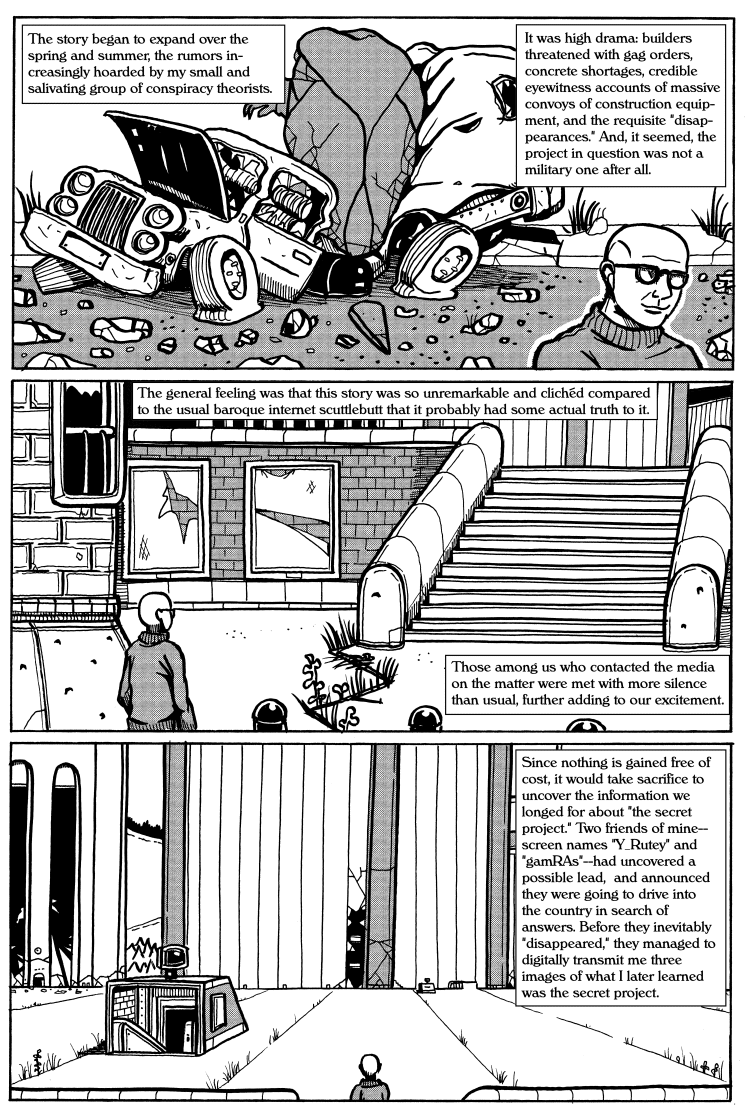 The story began to expand over the
spring and summer, the rumors in-
creasingly hoarded by my small and
salivating group of conspiracy theorists.
It was high drama: builders
threatened with gag orders,
concrete shortages, credible
eyewitness accounts of massive
convoys of construction equip-
ment, and the requisite "disap-
pearances." And, it seemed, the
project in question was not a
military one after all.
The general feeling was that this story was so unremarkable and clichéd compared
to the usual baroque internet scuttlebutt that it probably had some actual truth to it.
Those among us who contacted the media
on the matter were met with more silence
than usual, further adding to our excitement.
Since nothing is gained free of
cost, it would take sacrifice to
uncover the information we
longed for about "the secret
project." Two friends of mine--
screen names "Y_Rutey" and
"gamRAs"--had uncovered a
possible lead, and announced
they were going to drive into
the country in search of
answers. Before they inevitably
"disappeared," they managed to
digitally transmit me three
images of what I later learned
was the secret project.